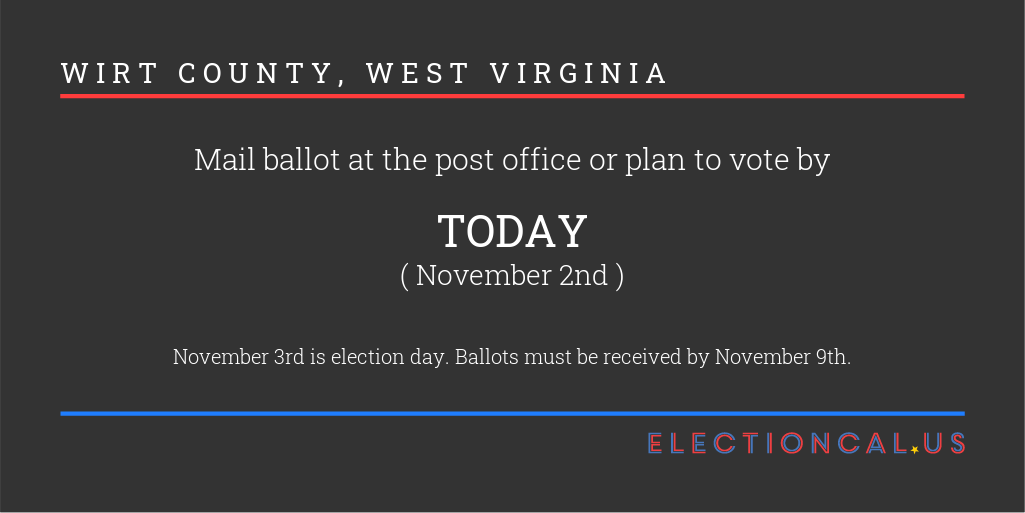 WIRT COUNTY, WEST VIRGINIA
Mail ballot at the post office or plan to vote by
TODAY
( November 2nd )
November 3rd is election day. Ballots must be received by November 9th.
ELECTIONCAL★US